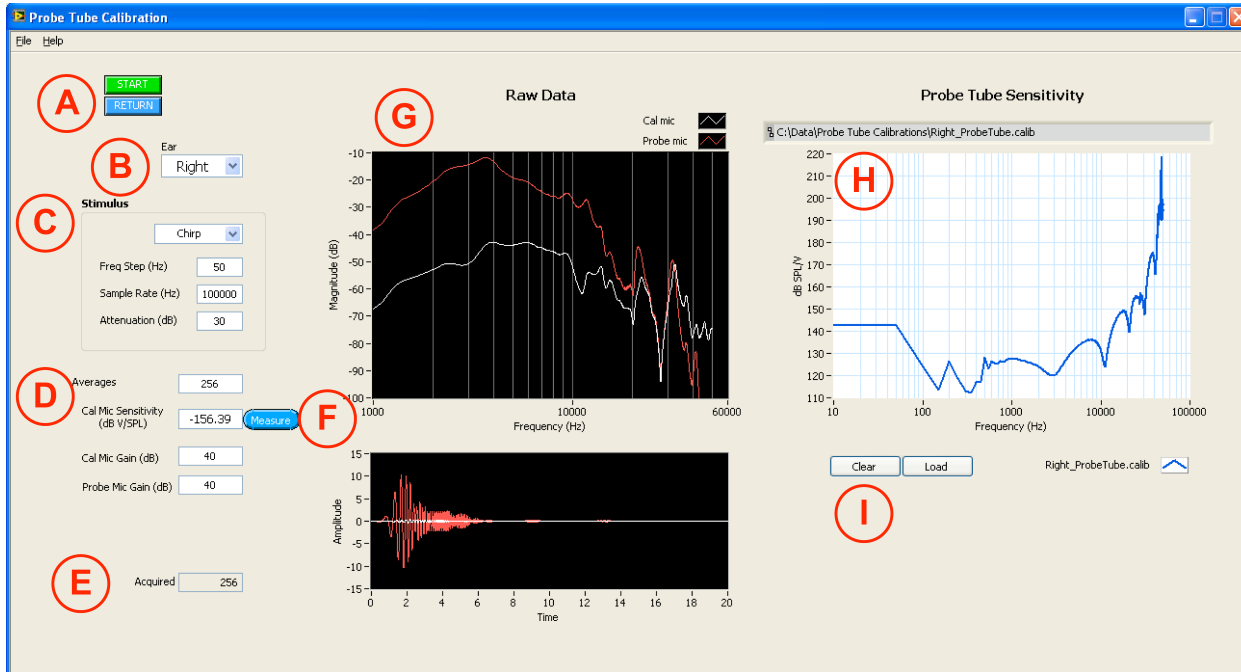 Probe Tube Calibration
File Help
A
START
RETURN
B
Ear
Right
C
Stimulus
Chirp
Freq Step (Hz) 50
Sample Rate (Hz) 100000
Attenuation (dB) 30
D
Averages 256
Cal Mic Sensitivity
(dB V/SPL) -156.39 Measure
F
Cal Mic Gain (dB) 40
Probe Mic Gain (dB) 40
E
Acquired 256
Raw Data
G
Cal mic
Probe mic
Magnitude (dB)
-10
-20
-30
-40
-50
-60
-70
-80
-90
-100
1000 10000 60000
Frequency (Hz)
Amplitude
15
10
5
0
-5
-10
-15
0 2 4 6 8 10 12 14 16 18 20
Time
Probe Tube Sensitivity
C:\Data\Probe Tube Calibrations\Right_ProbeTube.calib
H
dB SPL/V
220
210
200
190
180
170
160
150
140
130
120
110
10 100 1000 10000 100000
Frequency (Hz)
Clear Load Right_ProbeTube.calib
I